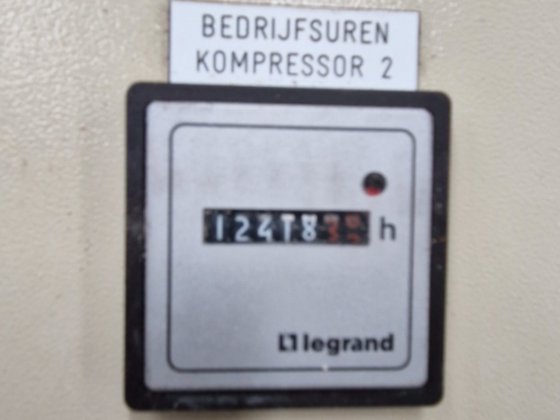 BEDRIJFSUREN
KOMPRESSOR 2
h
legrand